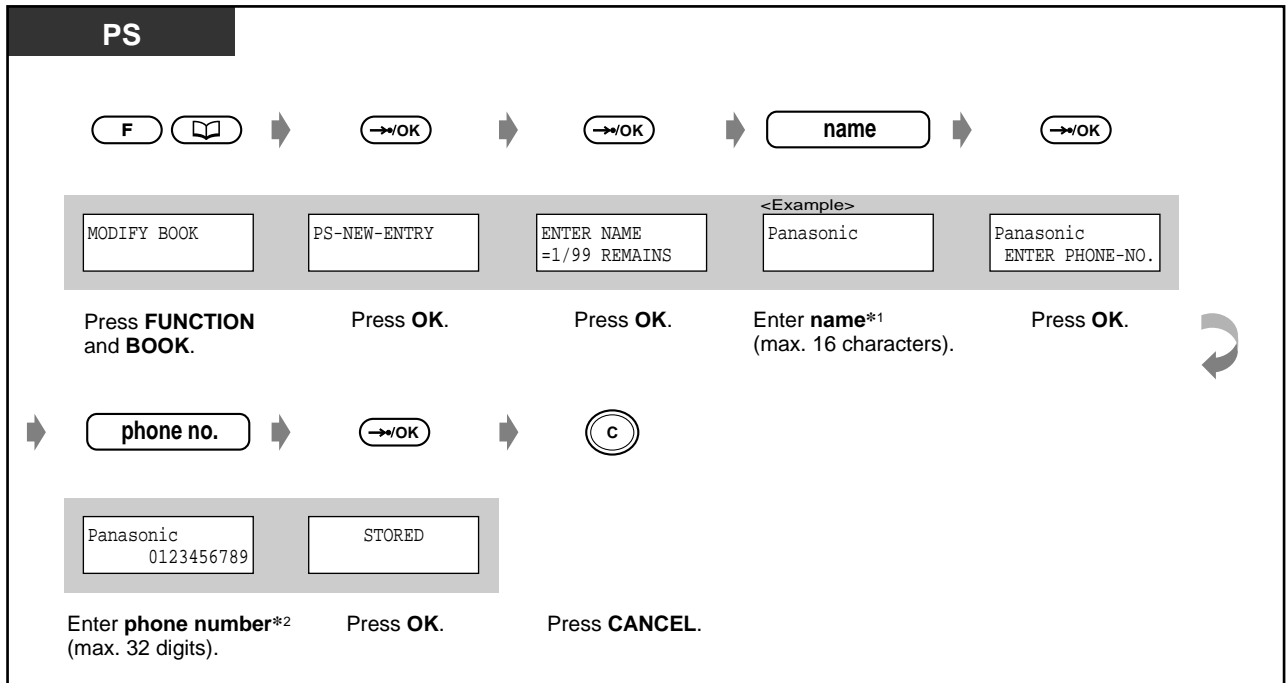 PS
F →•/OK →•/OK name →•/OK
<Example>
MODIFY BOOK PS-NEW-ENTRY ENTER NAME Panasonic Panasonic
=1/99 REMAINS ENTER PHONE-NO.
Press FUNCTION Press OK. Press OK. Enter name*1 Press OK.
and BOOK. (max. 16 characters).
phone no. →•/OK C
Panasonic STORED
0123456789
Enter phone number*2 Press OK. Press CANCEL.
(max. 32 digits).